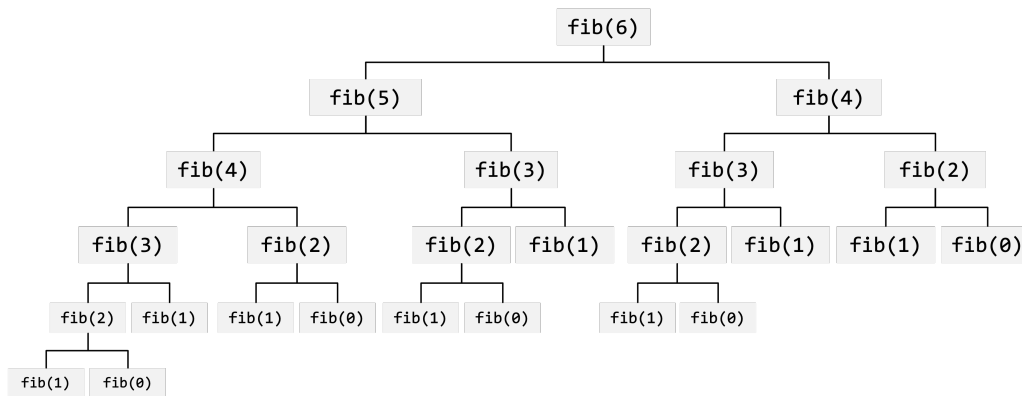 fib(6)
fib(5) fib(4)
fib(4) fib(3) fib(3) fib(2)
fib(3) fib(2) fib(2) fib(1) fib(2) fib(1) fib(1) fib(0)
fib(2) fib(1) fib(1) fib(0) fib(1) fib(0) fib(1) fib(0)
fib(1) fib(0)